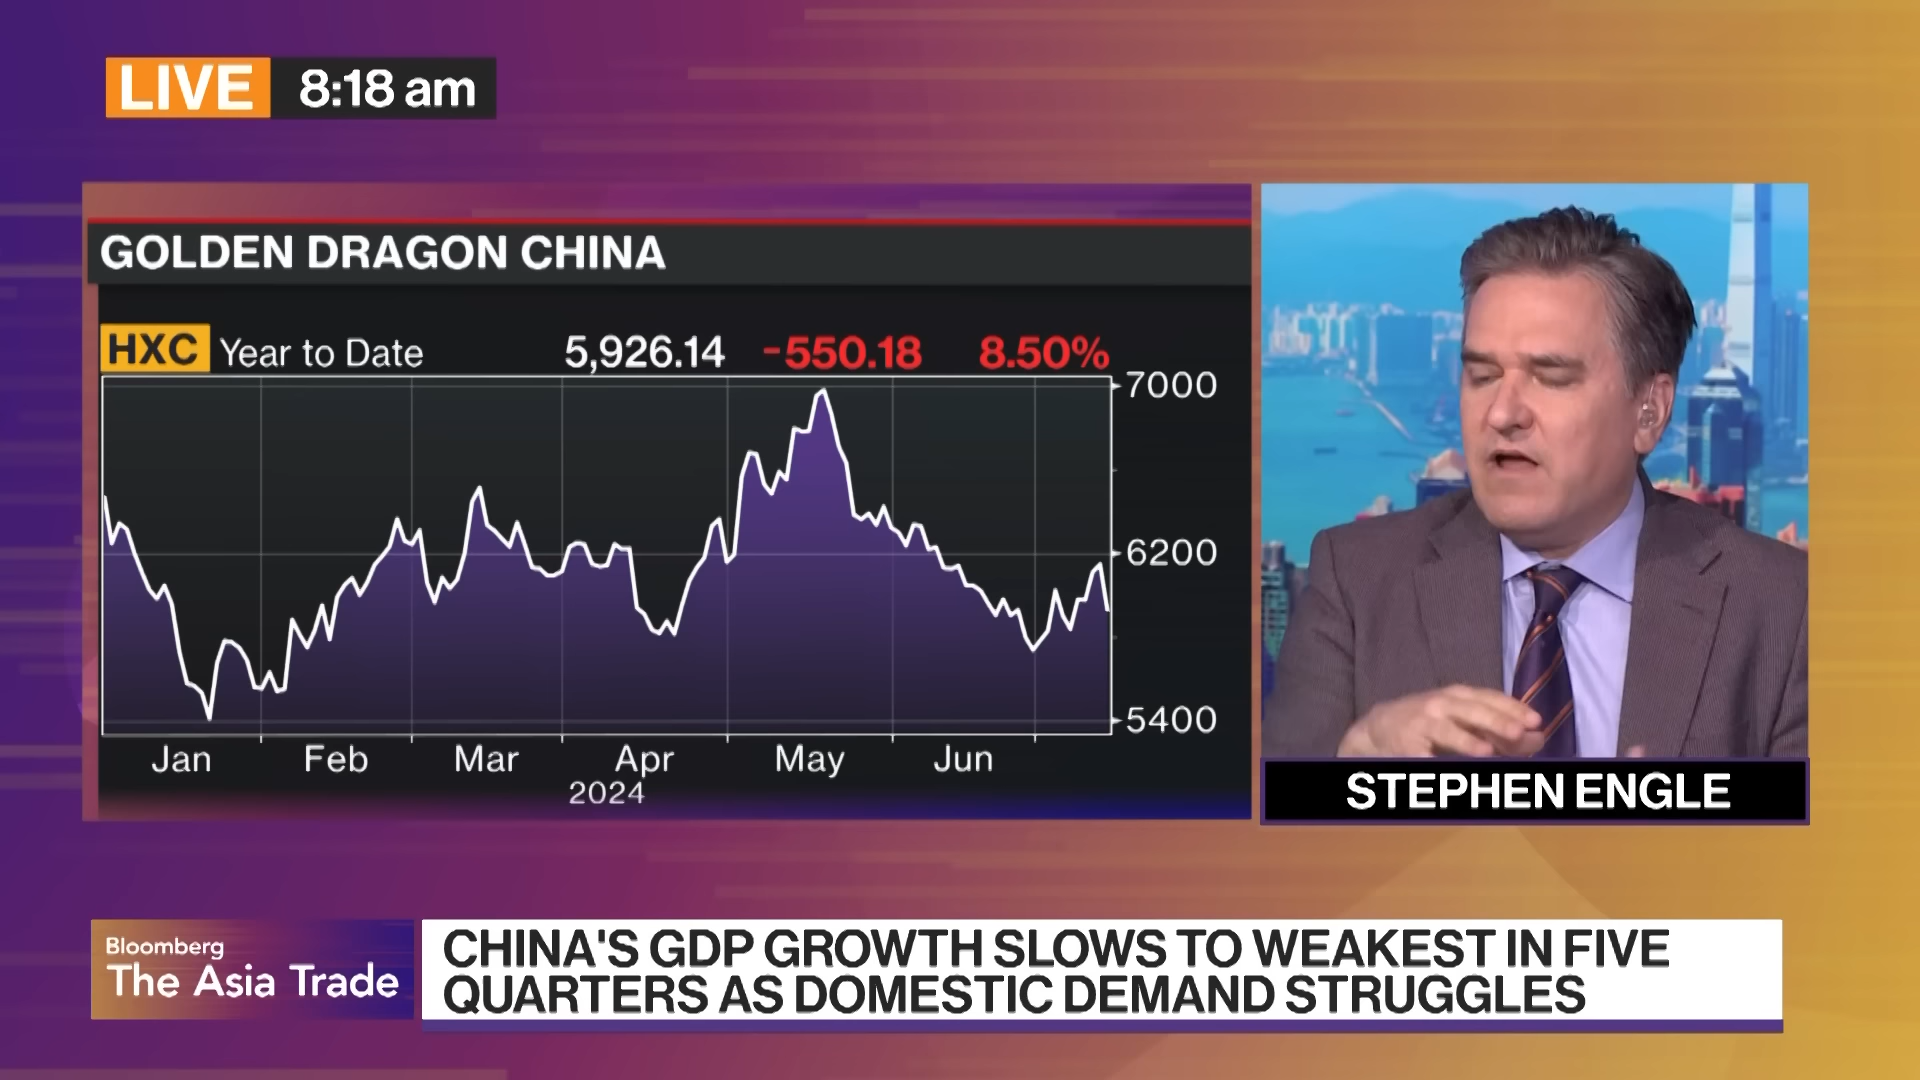 LIVE 8:18 am
GOLDEN DRAGON CHINA
HXC Year to Date 5,926.14 -550.18 8.50%
7000
6200
5400
Jan Feb Mar Apr May Jun
2024
STEPHEN ENGLE
Bloomberg
The Asia Trade
CHINA'S GDP GROWTH SLOWS TO WEAKEST IN FIVE
QUARTERS AS DOMESTIC DEMAND STRUGGLES